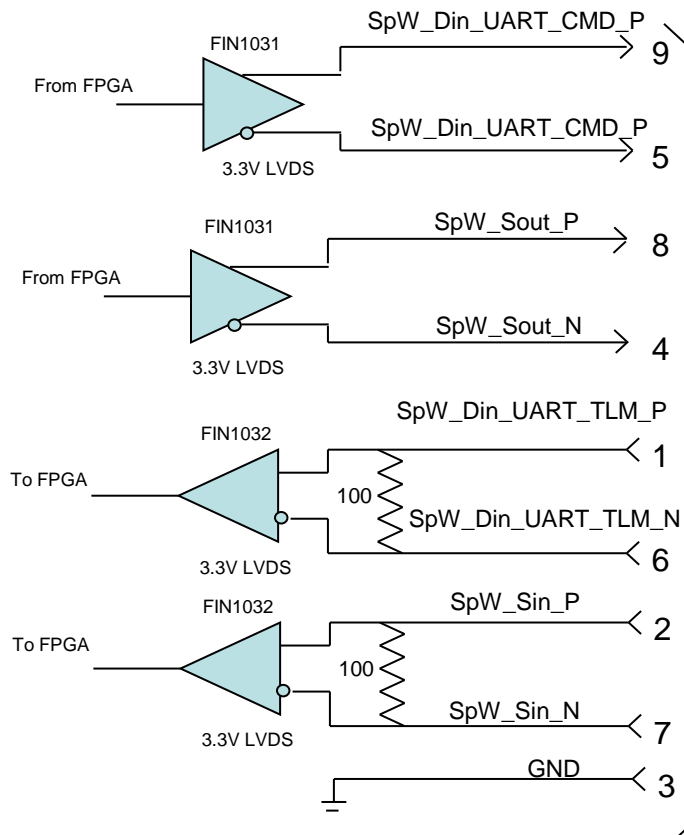 SpW_Din_UART_CMD_P
FIN1031
9
From FPGA
SpW_Din_UART_CMD_P
5
3.3V LVDS
FIN1031
SpW_Sout_P
8
From FPGA
SpW_Sout_N
4
3.3V LVDS
SpW_Din_UART_TLM_P
FIN1032
1
To FPGA
100
SpW_Din_UART_TLM_N
6
3.3V LVDS
FIN1032
SpW_Sin_P
2
To FPGA
100
SpW_Sin_N
7
3.3V LVDS
GND
3